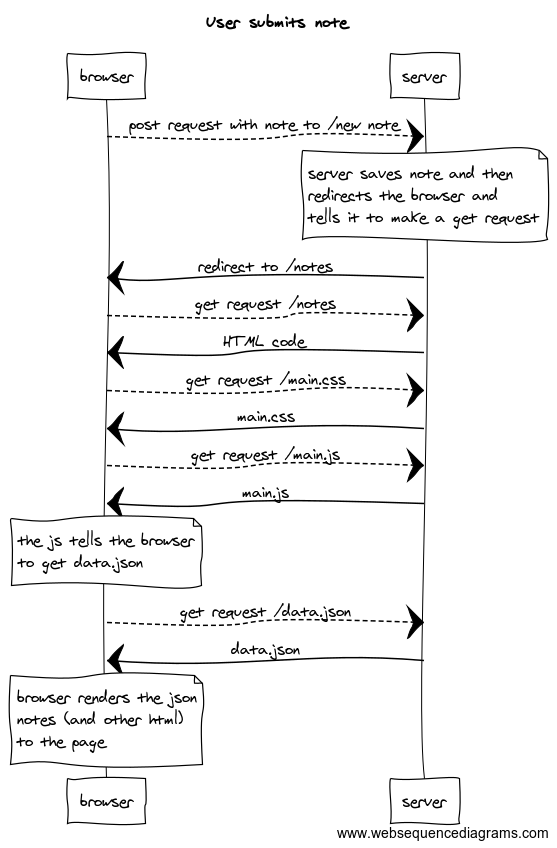 User submits note
browser
server
post request with note to /new note
server saves note and then
redirects the browser and
tells it to make a get request
redirect to /notes
get request /notes
HTML code
get request /main.css
main.css
get request /main.js
main.js
the js tells the browser
to get data.json
get request /data.json
data.json
browser renders the json
notes (and other html)
to the page
browser
server
www.websequencediagrams.com